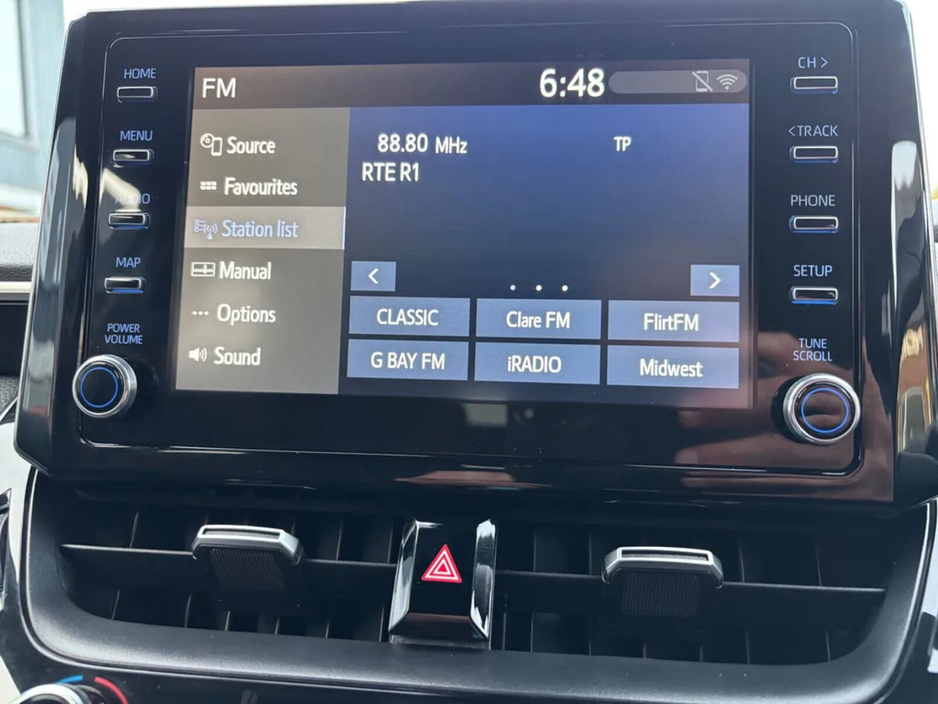 HOME
MENU
AUDIO
MAP
POWER
VOLUME
FM
6:48
Source
Favourites
Station list
Manual
Options
Sound
88.80 MHz
TP
RTE R1
<
>
CLASSIC
Clare FM
FlirtFM
G BAY FM
iRADIO
Midwest
CH >
<TRACK
PHONE
SETUP
TUNE
SCROLL